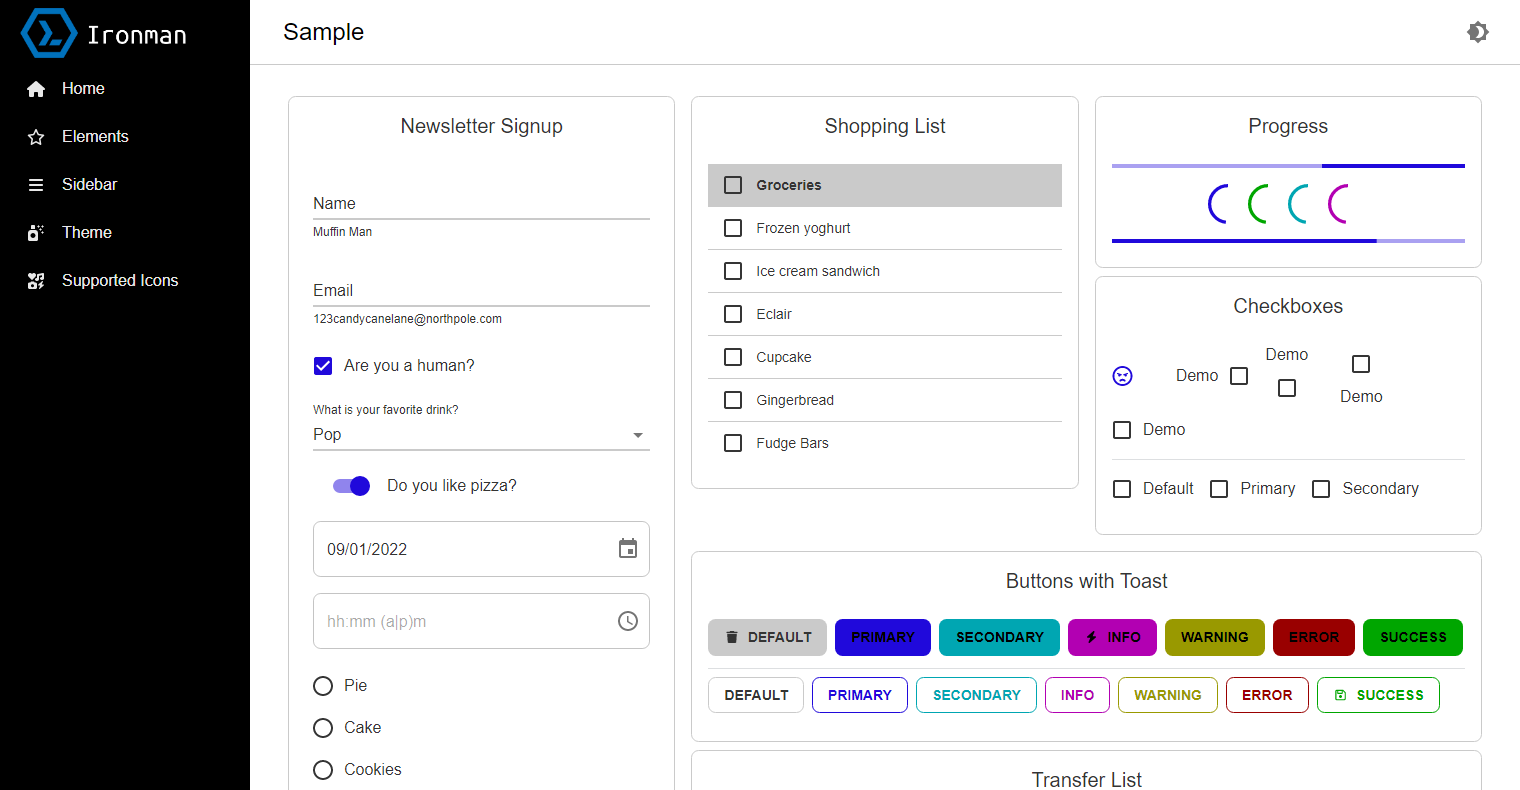 Ironman
Home
Elements
Sidebar
Theme
Supported Icons
Sample
Newsletter Signup
Name
Muffin Man
Email
123candycanelane@northpole.com
Are you a human?
What is your favorite drink?
Pop
Do you like pizza?
09/01/2022
hh:mm (a|p)m
Pie
Cake
Cookies
Shopping List
Groceries
Frozen yoghurt
Ice cream sandwich
Eclair
Cupcake
Gingerbread
Fudge Bars
Progress
Checkboxes
Demo
Demo
Demo
Demo
Default Primary Secondary
Buttons with Toast
DEFAULT PRIMARY SECONDARY INFO WARNING ERROR SUCCESS
DEFAULT PRIMARY SECONDARY INFO WARNING ERROR SUCCESS
Transfer List